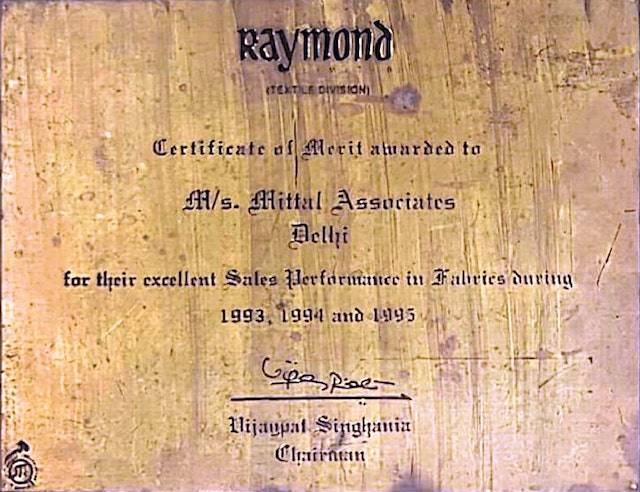 Raymond
(TEXTILE DIVISION)
Certificate of Merit awarded to
M/s. Mittal Associates
Delhi
for their excellent Sales Performance in Fabrics during
1993, 1994 and 1995
Vijaypat Singhania
Chairman